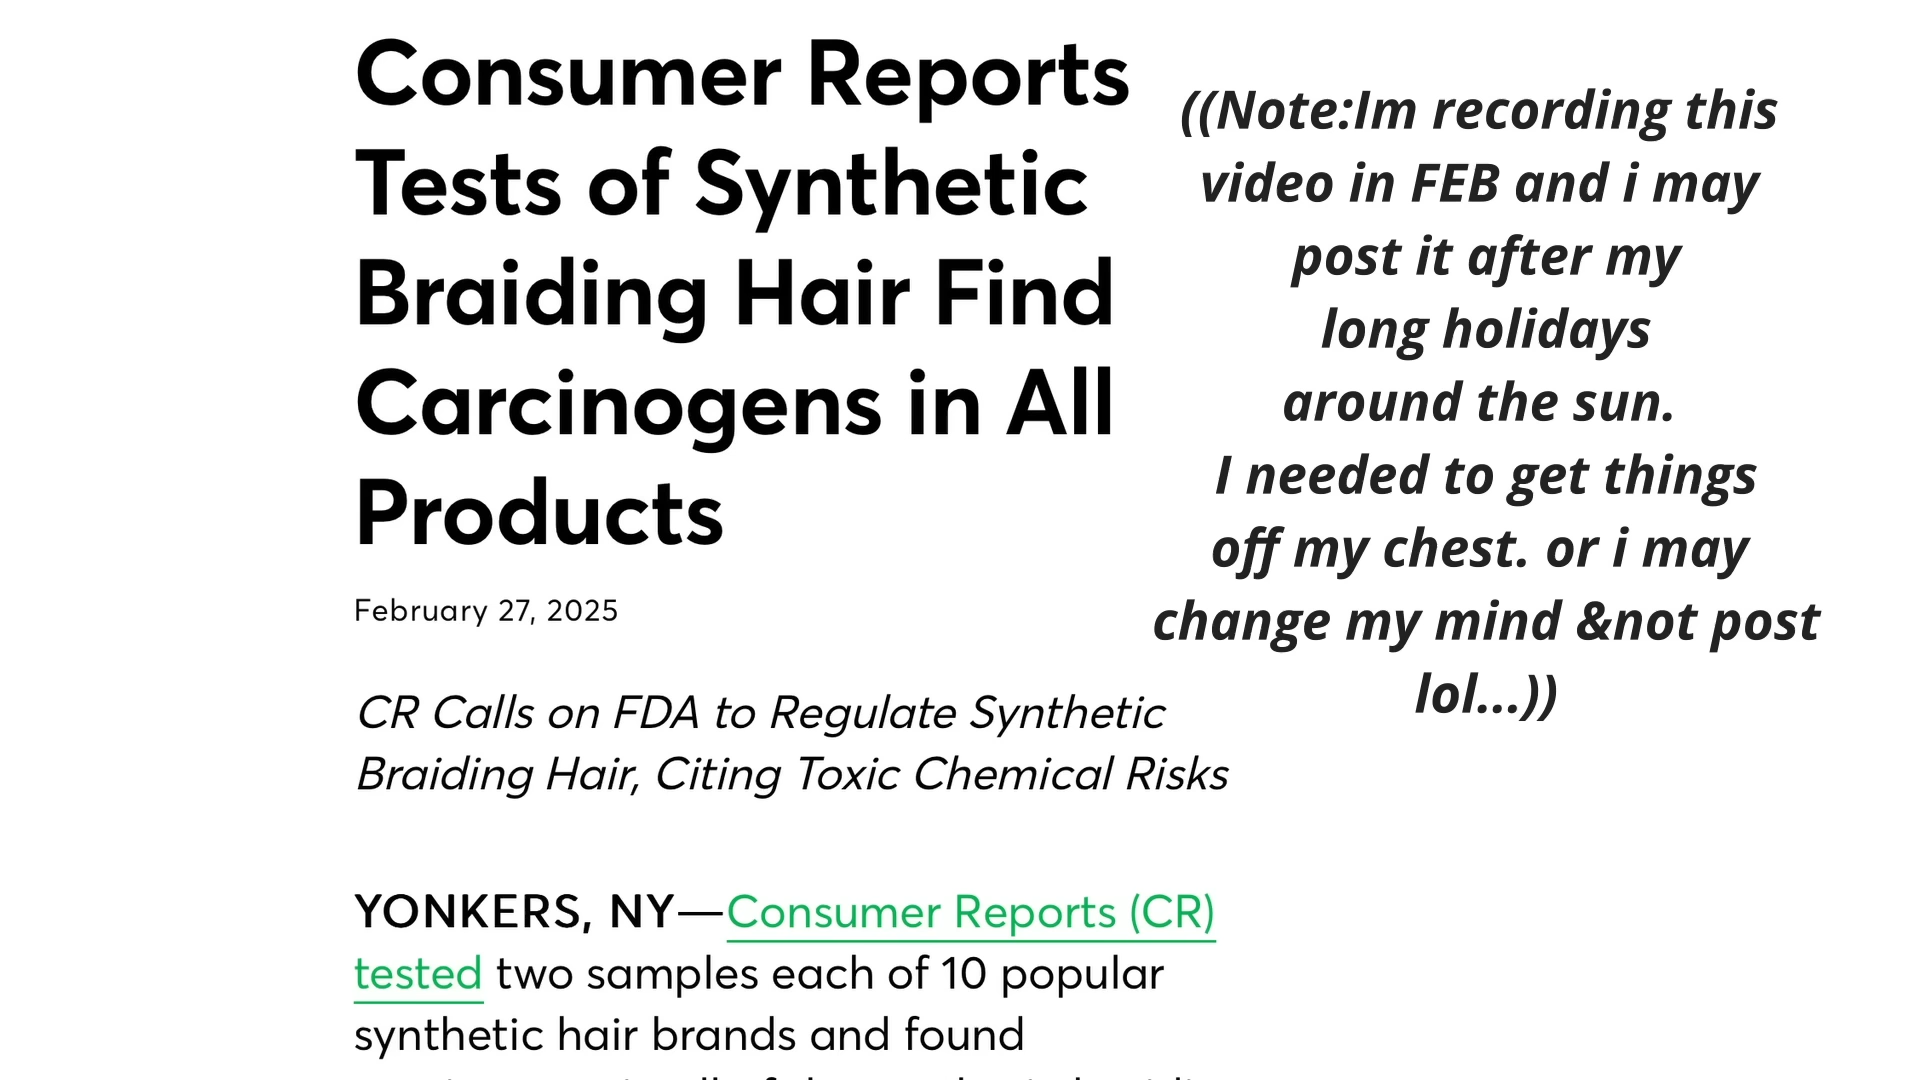 Consumer Reports
Tests of Synthetic
Braiding Hair Find
Carcinogens in All
Products
February 27, 2025
CR Calls on FDA to Regulate Synthetic
Braiding Hair, Citing Toxic Chemical Risks
YONKERS, NY—Consumer Reports (CR)
tested two samples each of 10 popular
synthetic hair brands and found
((Note:Im recording this
video in FEB and i may
post it after my
long holidays
around the sun.
I needed to get things
off my chest. or i may
change my mind &not post
lol...))